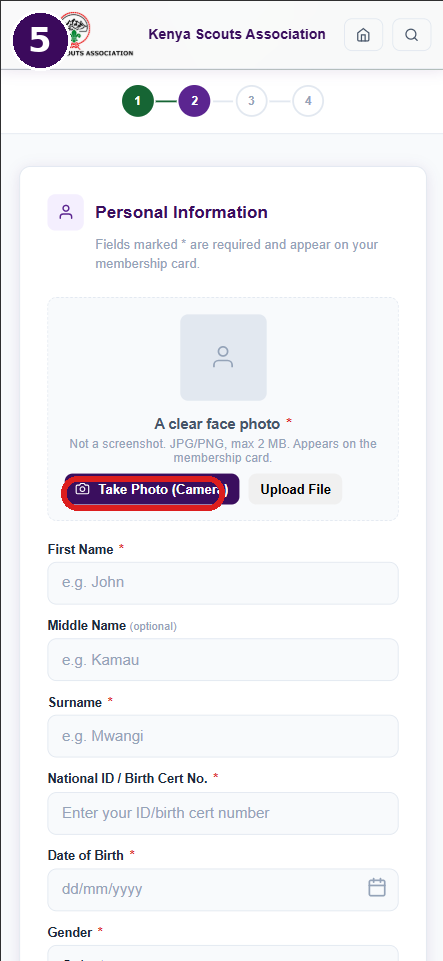 5
OUTS ASSOCIATION
Kenya Scouts Association
1
2
3
4
Personal Information
Fields marked * are required and appear on your
membership card.
A clear face photo *
Not a screenshot. JPG/PNG, max 2 MB. Appears on the
membership card.
Take Photo (Camera)
Upload File
First Name *
e.g. John
Middle Name (optional)
e.g. Kamau
Surname *
e.g. Mwangi
National ID / Birth Cert No. *
Enter your ID/birth cert number
Date of Birth *
dd/mm/yyyy
Gender *